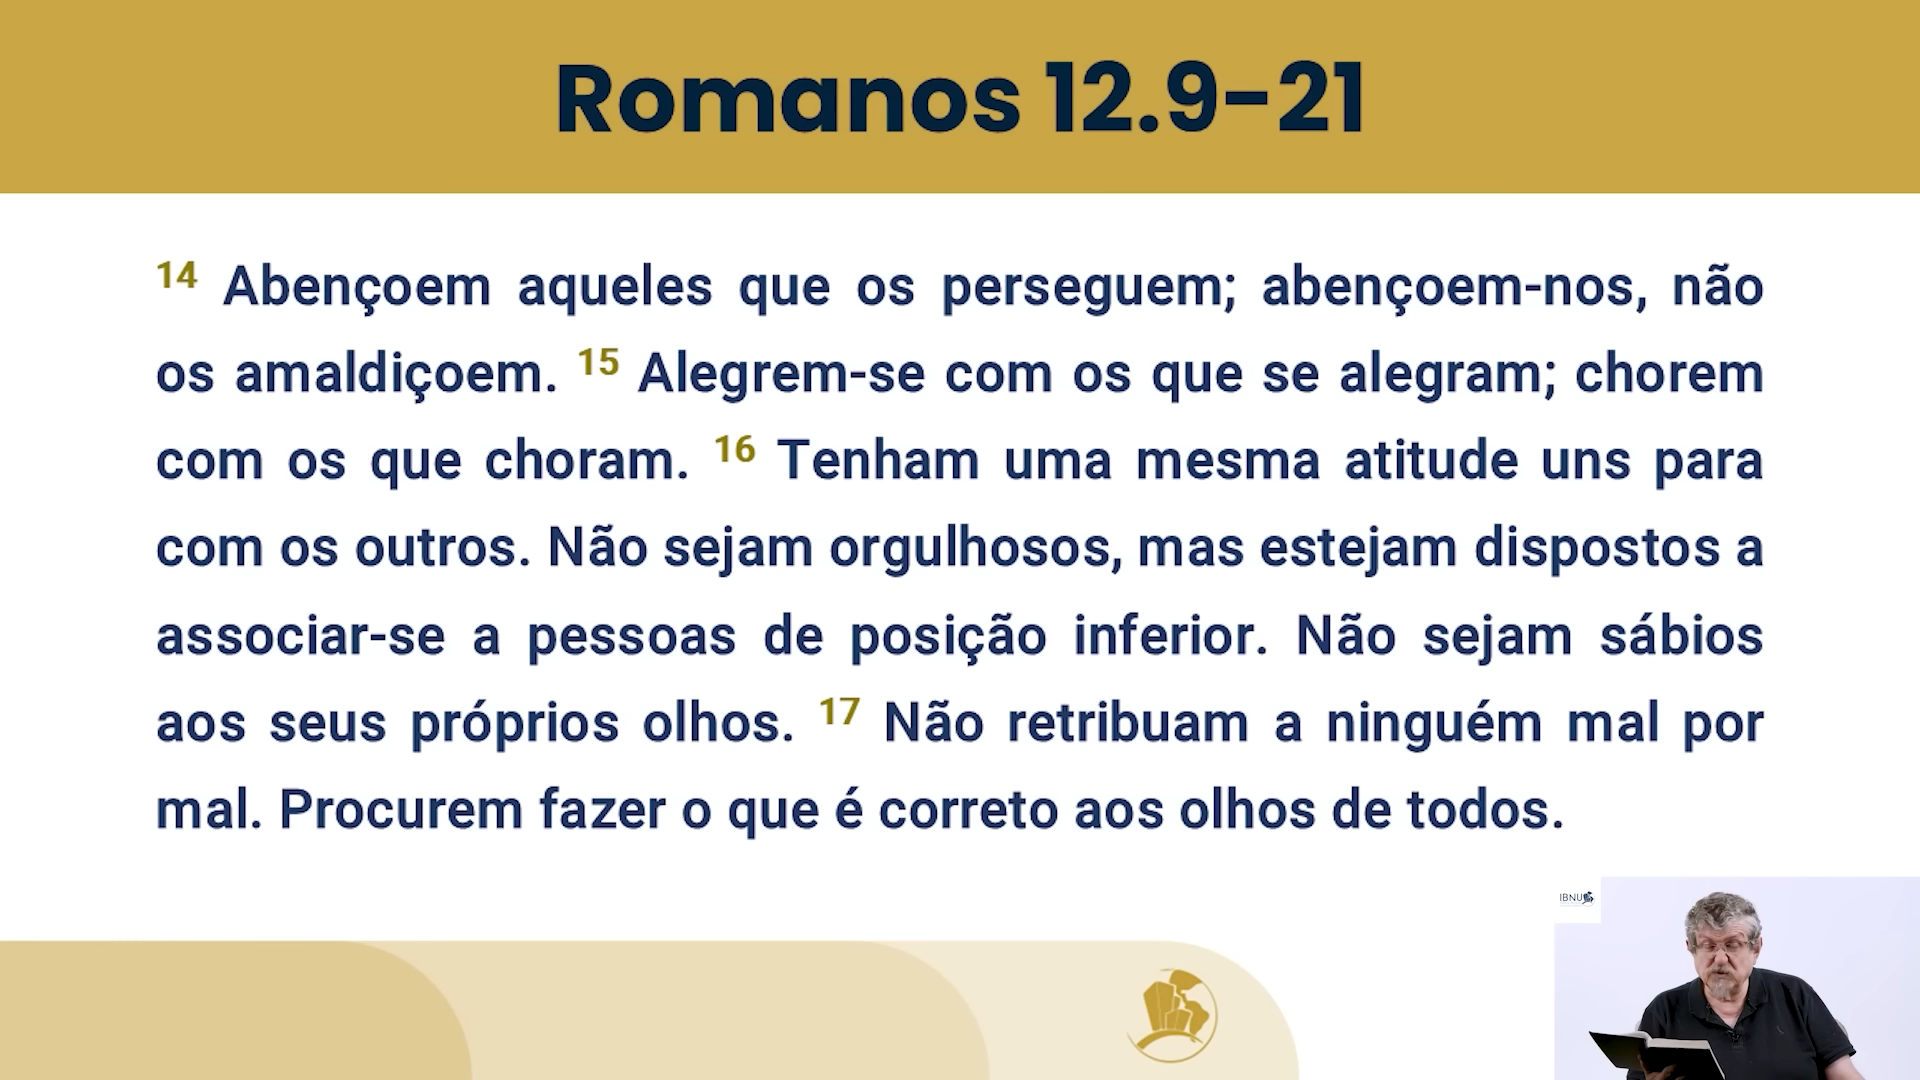 Romanos 12.9-21
14 Abençoem aqueles que os perseguem; abençoem-nos, não
os amaldiçoem. 15 Alegrem-se com os que se alegram; chorem
com os que choram. 16 Tenham uma mesma atitude uns para
com os outros. Não sejam orgulhosos, mas estejam dispostos a
associar-se a pessoas de posição inferior. Não sejam sábios
aos seus próprios olhos. 17 Não retribuam a ninguém mal por
mal. Procurem fazer o que é correto aos olhos de todos.
IBNU